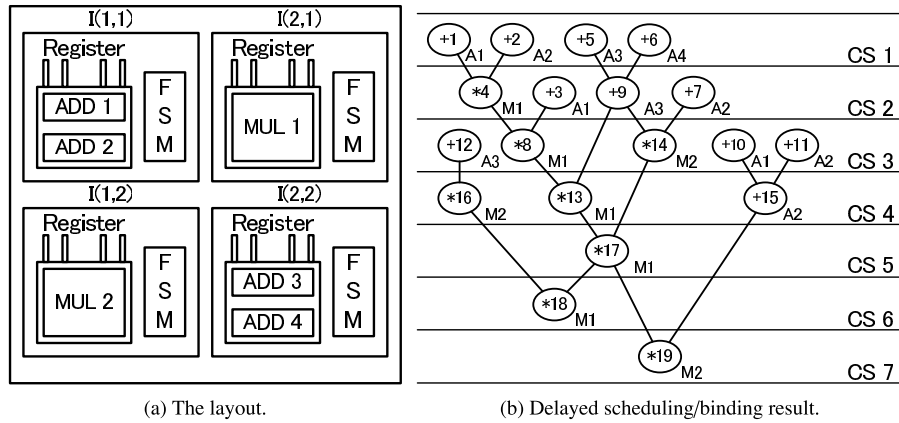 I(1,1) I(2,1)
Register Register
ADD 1 ADD 2 FSM
MUL 1 FSM
I(1,2) I(2,2)
Register Register
MUL 2 FSM
ADD 3 ADD 4 FSM
(a) The layout.
+1 A1 +2 A2 +5 A3 +6 A4 CS 1
*4 M1 +3 A1 +9 A3 +7 A2 CS 2
+12 A3 *8 M1 *14 M2 +10 A1 +11 A2 CS 3
*16 M2 *13 M1 +15 A2 CS 4
*17 M1 CS 5
*18 M1 CS 6
*19 M2 CS 7
(b) Delayed scheduling/binding result.